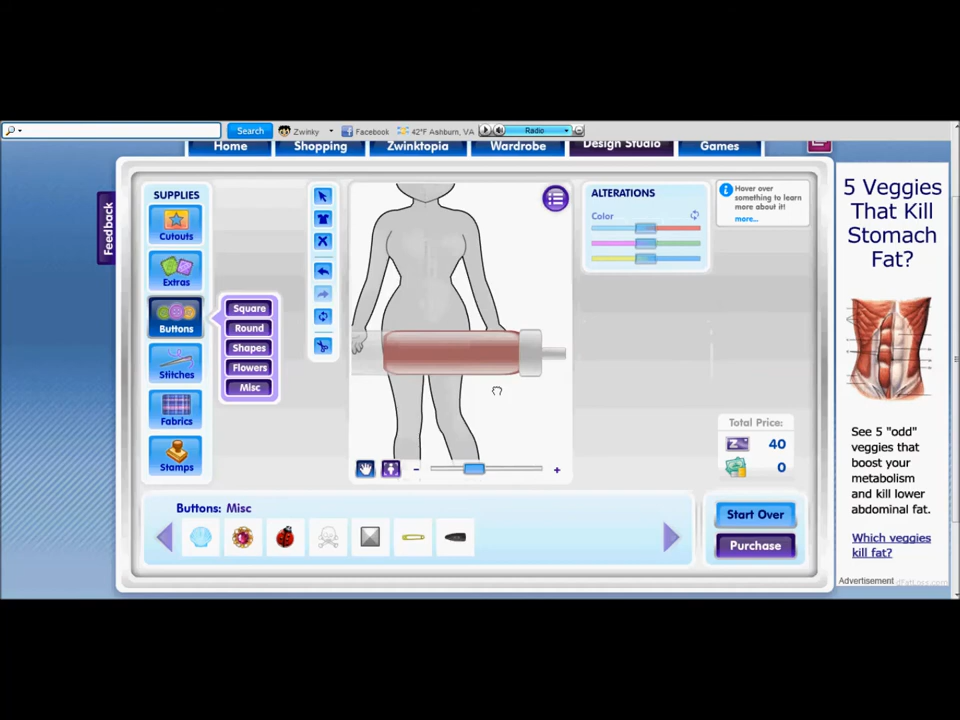 Search
Zwinky
Facebook
42°F Ashburn, VA
Radio
Home
Shopping
Zwinktopia
Wardrobe
Design Studio
Games
Feedback
SUPPLIES
Cutouts
Extras
Buttons
Stitches
Fabrics
Stamps
Square
Round
Shapes
Flowers
Misc
ALTERATIONS
Color
Hover over
something to learn
more about it!
more...
Total Price:
Z 40
0
- +
Buttons: Misc
Start Over
Purchase
5 Veggies
That Kill
Stomach
Fat?
See 5 "odd"
veggies that
boost your
metabolism
and kill lower
abdominal fat.
Which veggies
kill fat?
Advertisement